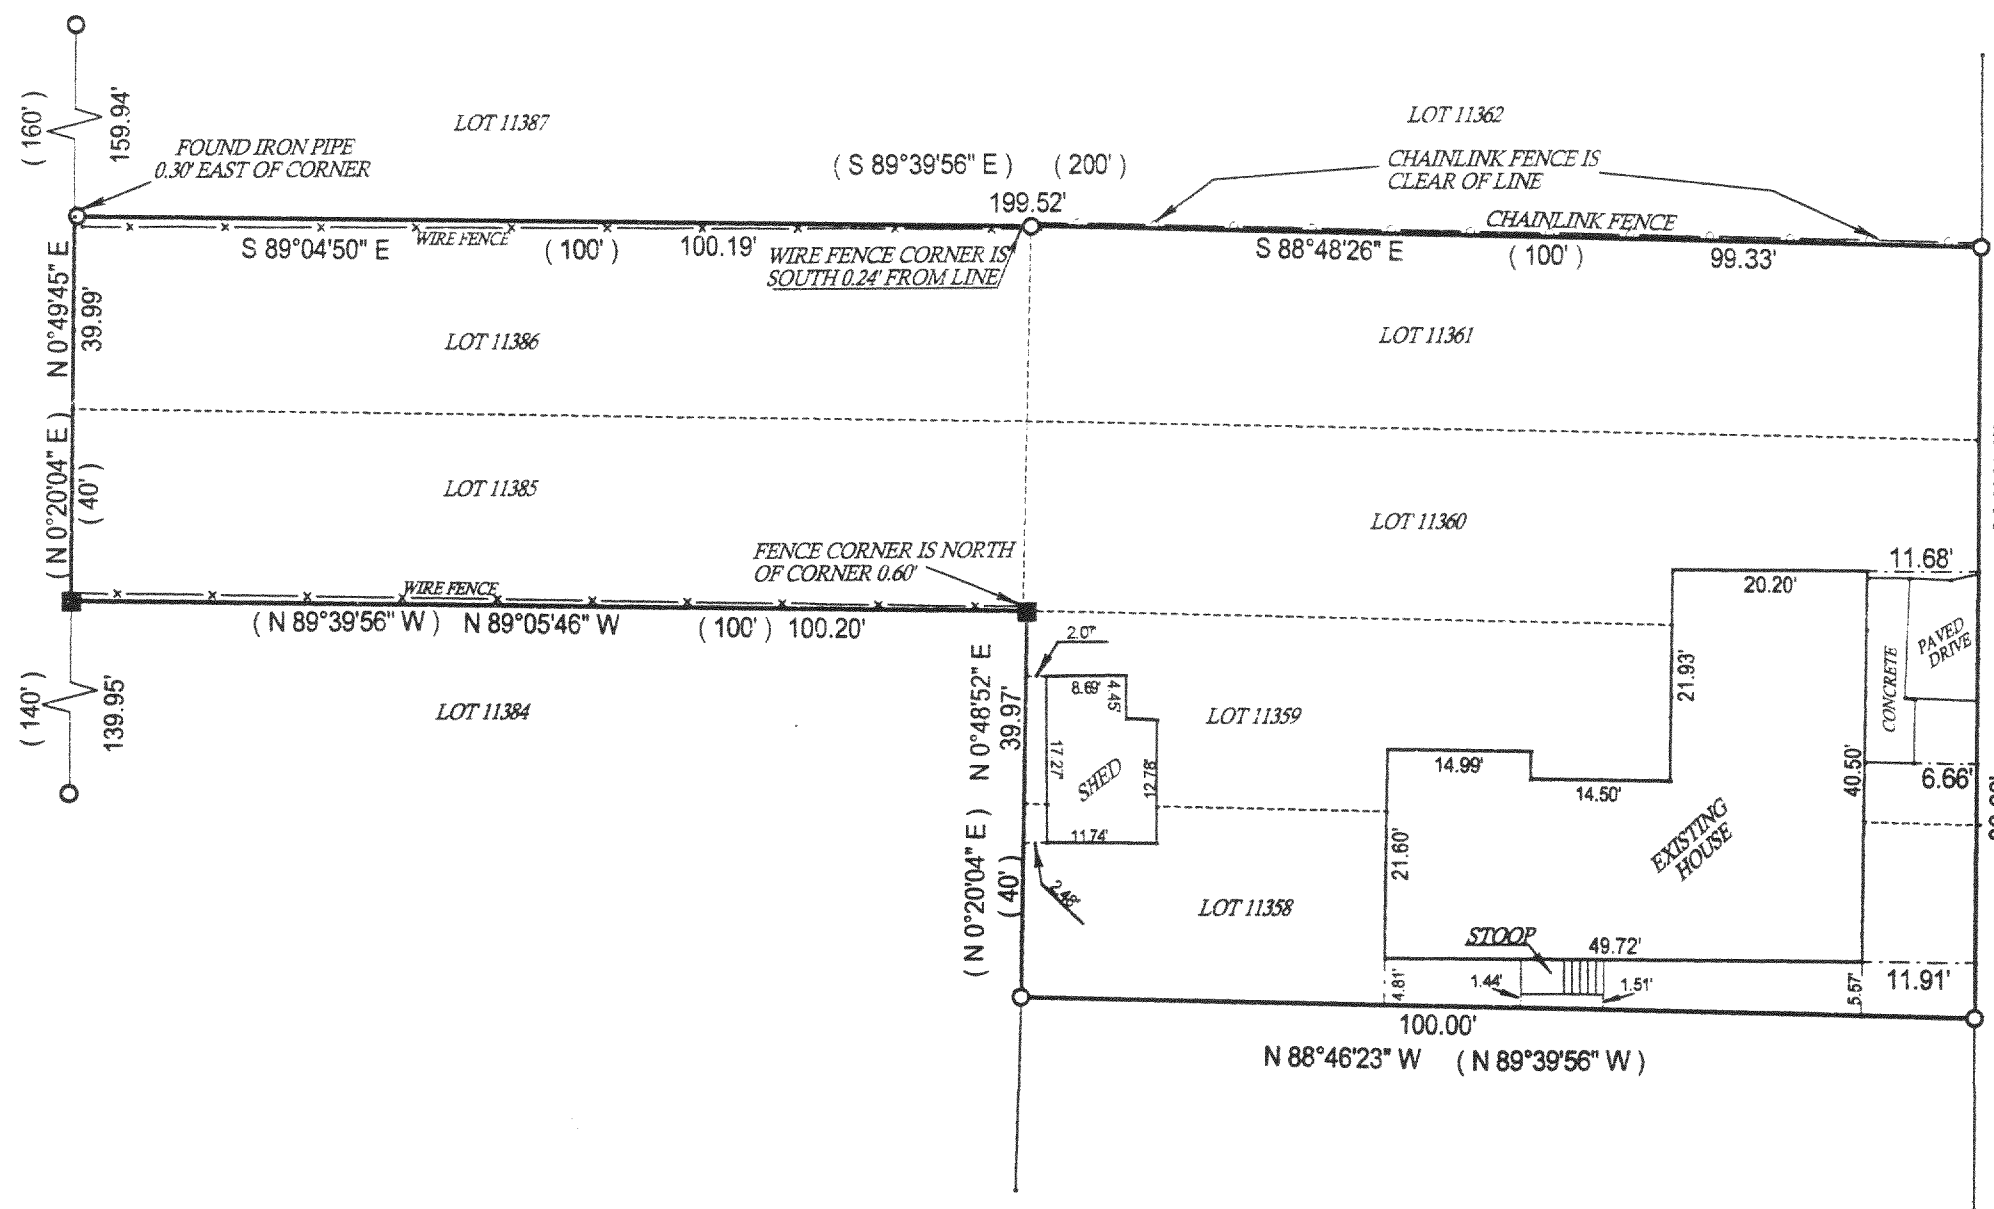 ( 160' )
159.94'
LOT 11387
LOT 11362
FOUND IRON PIPE
0.30' EAST OF CORNER
( S 89°39'56" E ) ( 200' )
199.52'
CHAINLINK FENCE IS
CLEAR OF LINE
CHAINLINK FENCE
WIRE FENCE
S 89°04'50" E ( 100' ) 100.19'
WIRE FENCE CORNER IS
SOUTH 0.24' FROM LINE
S 88°48'26" E ( 100' ) 99.33'
( N 0°20'04" E ) N 0°49'45" E
( 40' ) 39.99'
LOT 11386
LOT 11361
LOT 11385
LOT 11360
FENCE CORNER IS NORTH
OF CORNER 0.60'
WIRE FENCE
( N 89°39'56" W ) N 89°05'46" W ( 100' ) 100.20'
11.68'
20.20'
PAVED
DRIVE
CONCRETE
21.93'
40.50'
6.66'
2.07'
8.69'
4.45'
17.27'
12.78'
SHED
11.74'
2.48'
( 140' )
139.95'
LOT 11384
( N 0°20'04" E ) N 0°48'52" E
( 40' ) 39.97'
LOT 11359
14.99'
14.50'
21.60'
EXISTING
HOUSE
LOT 11358
STOOP
49.72'
4.81'
1.44'
1.51'
5.57'
11.91'
100.00'
N 88°46'23" W ( N 89°39'56" W )